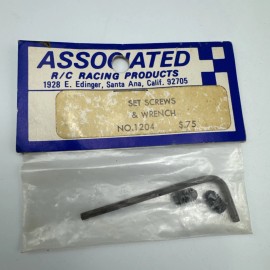 ASSOCIATED
R/C RACING PRODUCTS
1928 E. Edinger, Santa Ana, Calif. 92705
SET SCREWS
& WRENCH
NO.1204 $.75